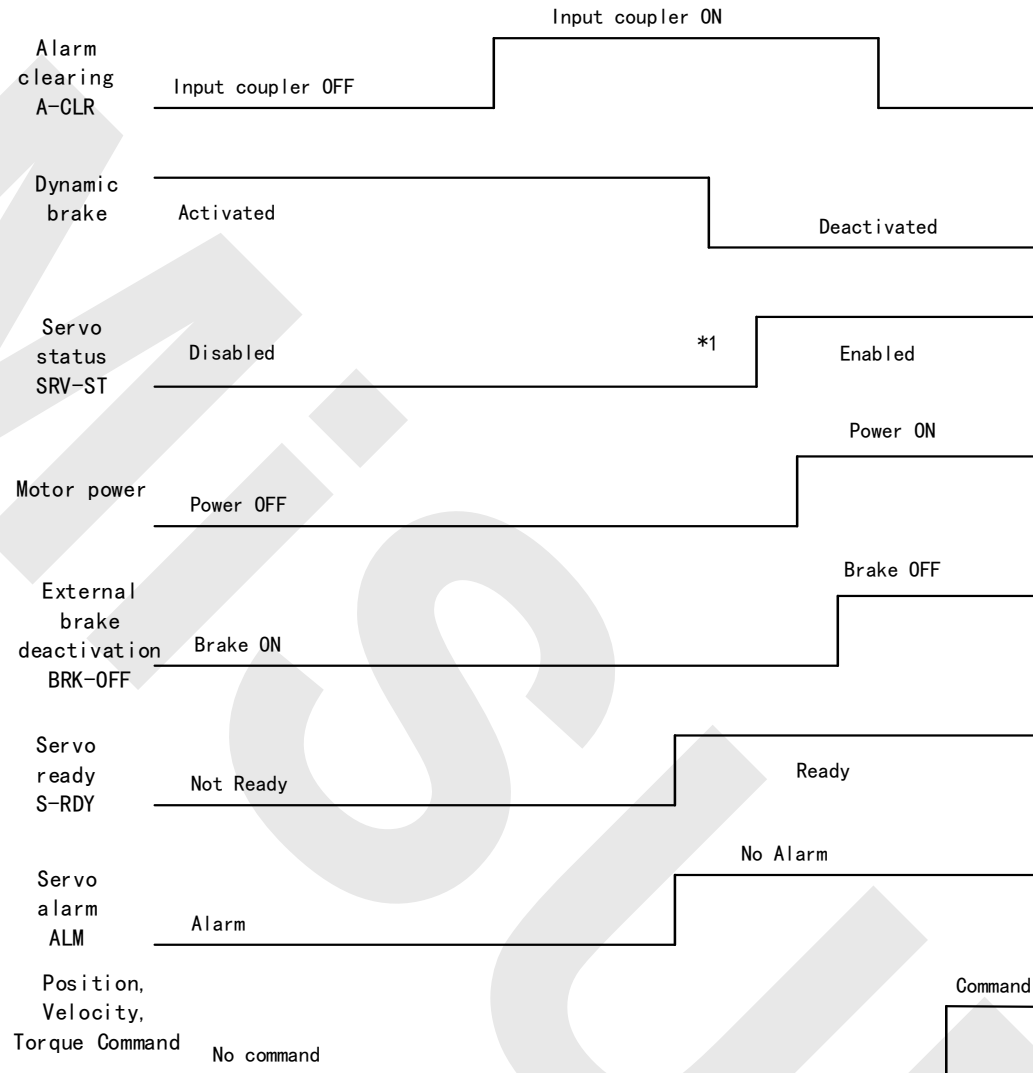 Input coupler ON
Alarm
clearing
A-CLR
Input coupler OFF
Dynamic
brake
Activated
Deactivated
Servo
status
SRV-ST
Disabled
*1
Enabled
Power ON
Motor power
Power OFF
Brake OFF
External
brake
deactivation
BRK-OFF
Brake ON
Servo
ready
S-RDY
Not Ready
Ready
No Alarm
Servo
alarm
ALM
Alarm
Position,
Velocity,
Torque Command
Command
No command